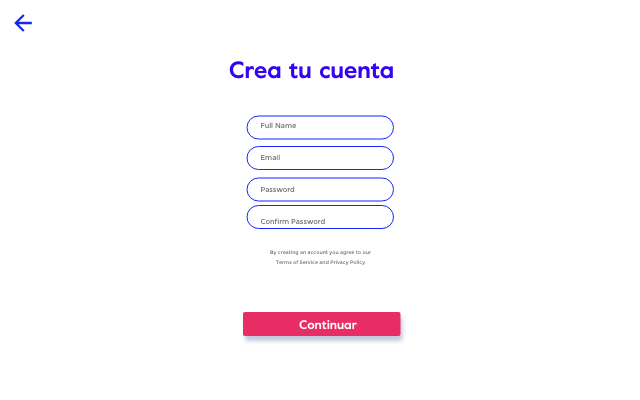 Crea tu cuenta
Full Name
Email
Password
Confirm Password
By creating an account you agree to our
Terms of Service and Privacy Policy
Continuar